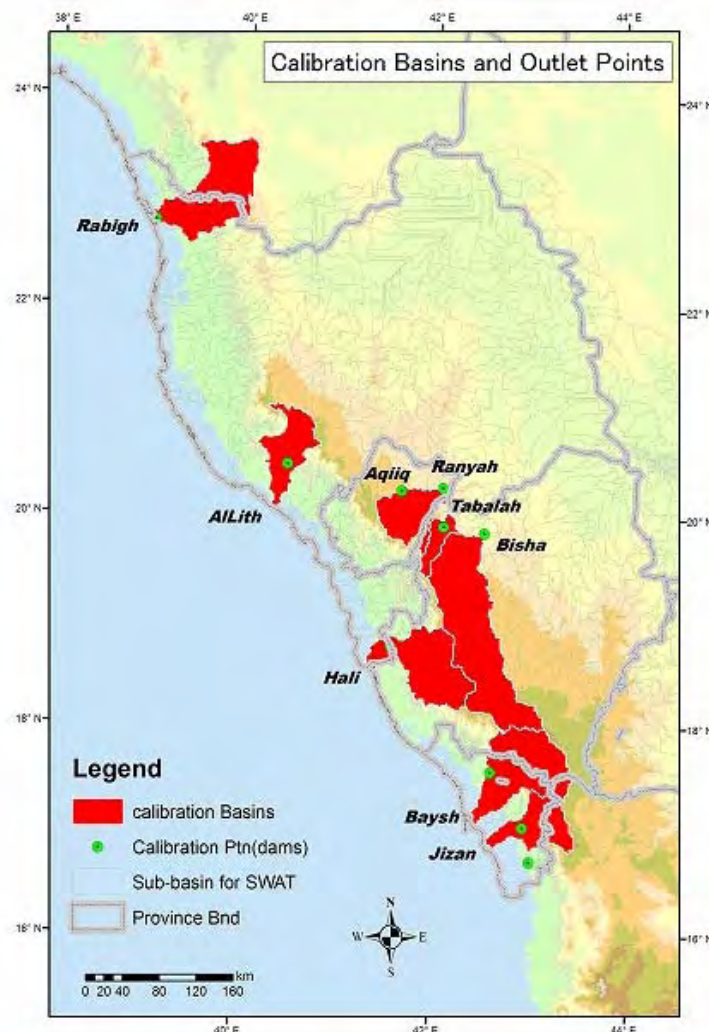 38° E
40° E
42° E
44° E
Calibration Basins and Outlet Points
24° N
24° N
Rabigh
22° N
22° N
Aqiiq
Ranyah
20° N
Tabalah
20° N
AlLith
Bisha
Hali
18° N
18° N
Legend
calibration Basins
Baysh
Calibration Ptn(dams)
Jizan
Sub-basin for SWAT
Province Bnd
16° N
16° N
N
W
E
S
km
0 20 40 80 120 160
40° E
42° E
44° E